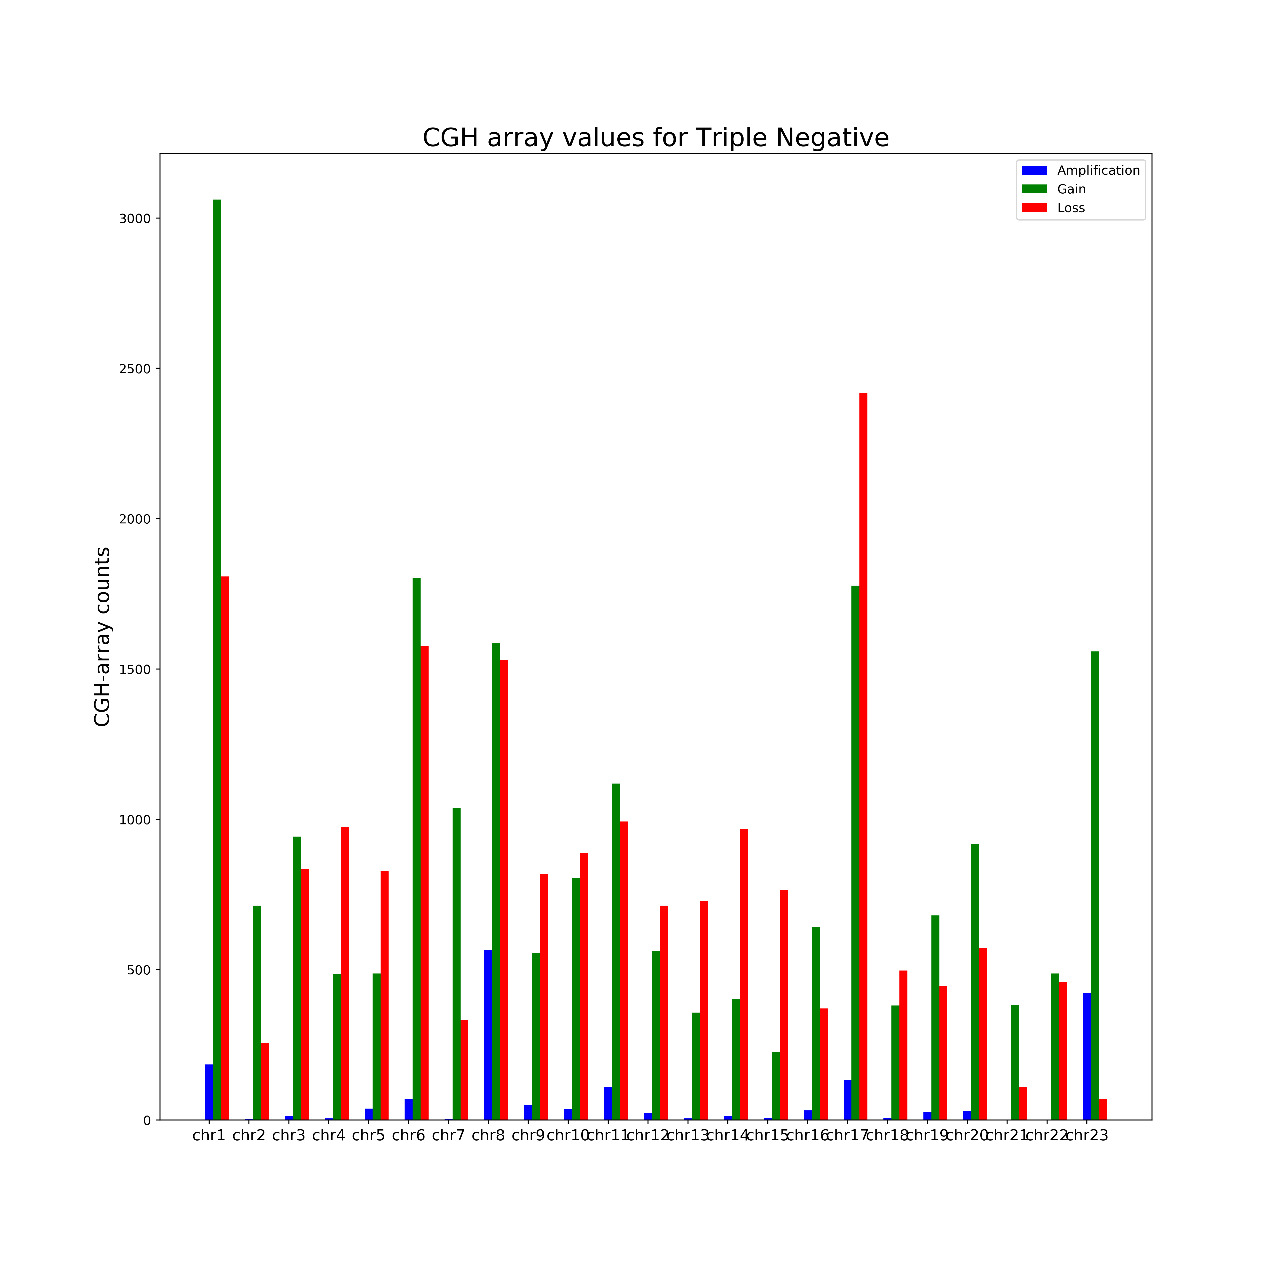 CGH array values for Triple Negative
Amplification
Gain
Loss
3000
2500
2000
1500
1000
500
0
CGH-array counts
chr1 chr2 chr3 chr4 chr5 chr6 chr7 chr8 chr9 chr10 chr11 chr12 chr13 chr14 chr15 chr16 chr17 chr18 chr19 chr20 chr21 chr22 chr23